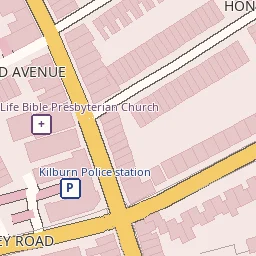 HON
D AVENUE
Life Bible Presbyterian Church
Kilburn Police station
P
EY ROAD